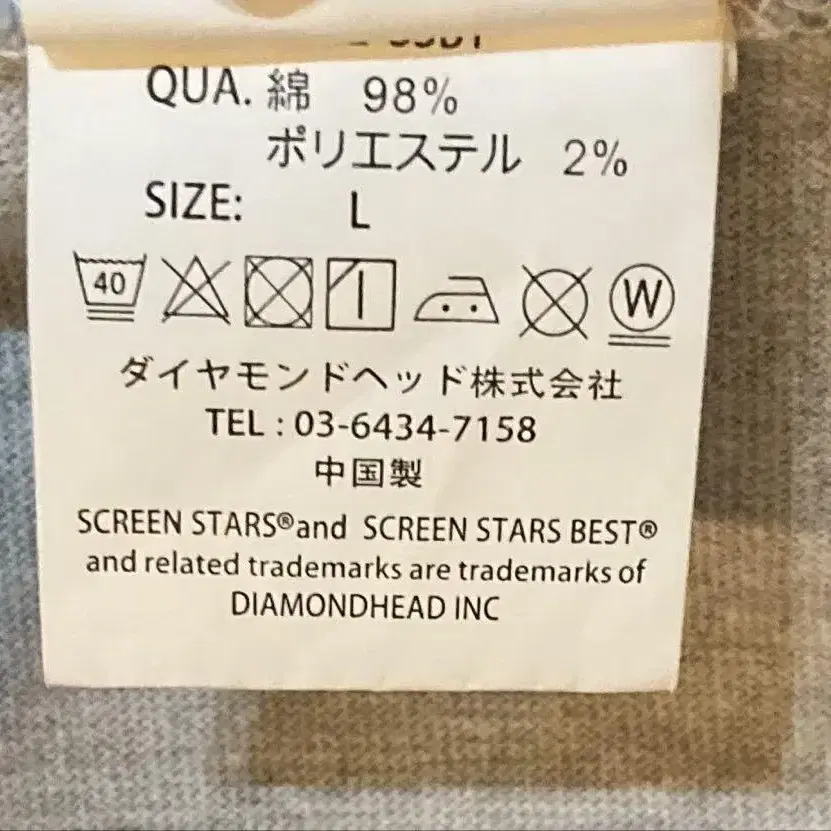 QUA. 綿 98%
ポリエステル 2%
SIZE: L
40 W
ダイヤモンドヘッド株式会社
TEL : 03-6434-7158
中国製
SCREEN STARS®and SCREEN STARS BEST®
and related trademarks are trademarks of
DIAMONDHEAD INC